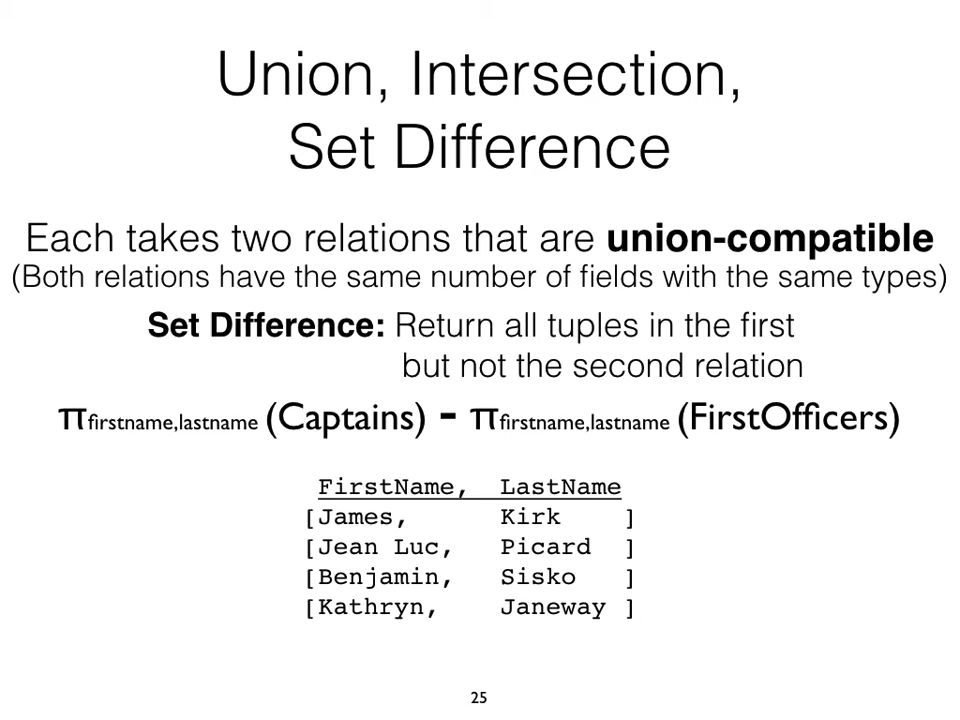 Union, Intersection,
Set Difference
Each takes two relations that are union-compatible
(Both relations have the same number of fields with the same types)
Set Difference: Return all tuples in the first
but not the second relation
πfirstname,lastname (Captains) - πfirstname,lastname (FirstOfficers)
FirstName, LastName
[James, Kirk ]
[Jean Luc, Picard ]
[Benjamin, Sisko ]
[Kathryn, Janeway ]
25